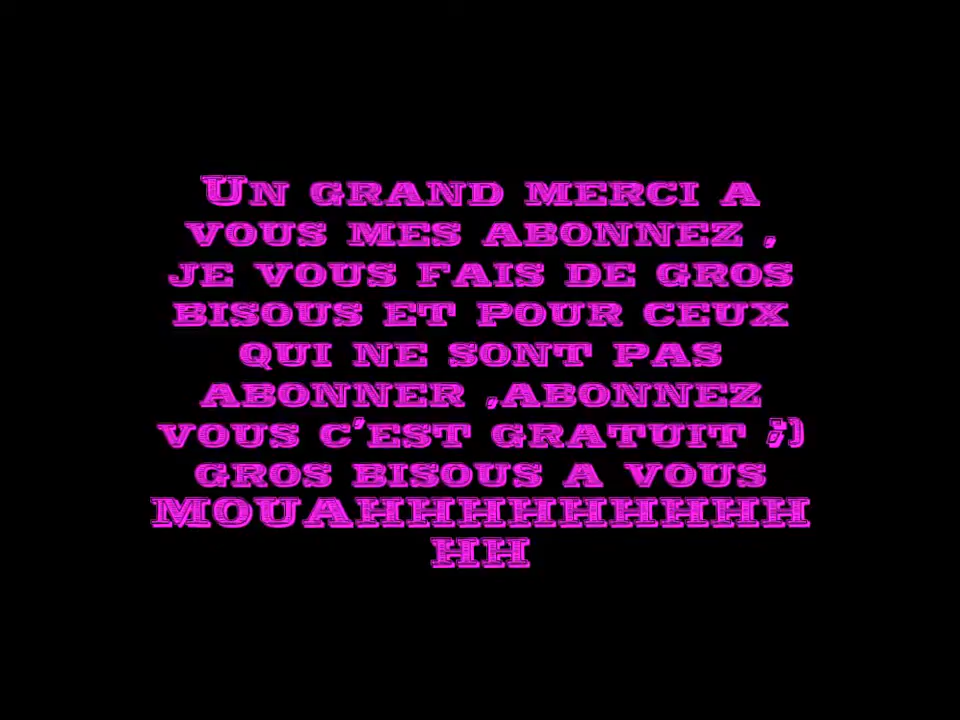 Un grand merci a
vous mes abonnez ,
je vous fais de gros
bisous et pour ceux
qui ne sont pas
abonner ,abonnez
vous c'est gratuit ;)
gros bisous a vous
MOUAHHHHHHHHH
HH